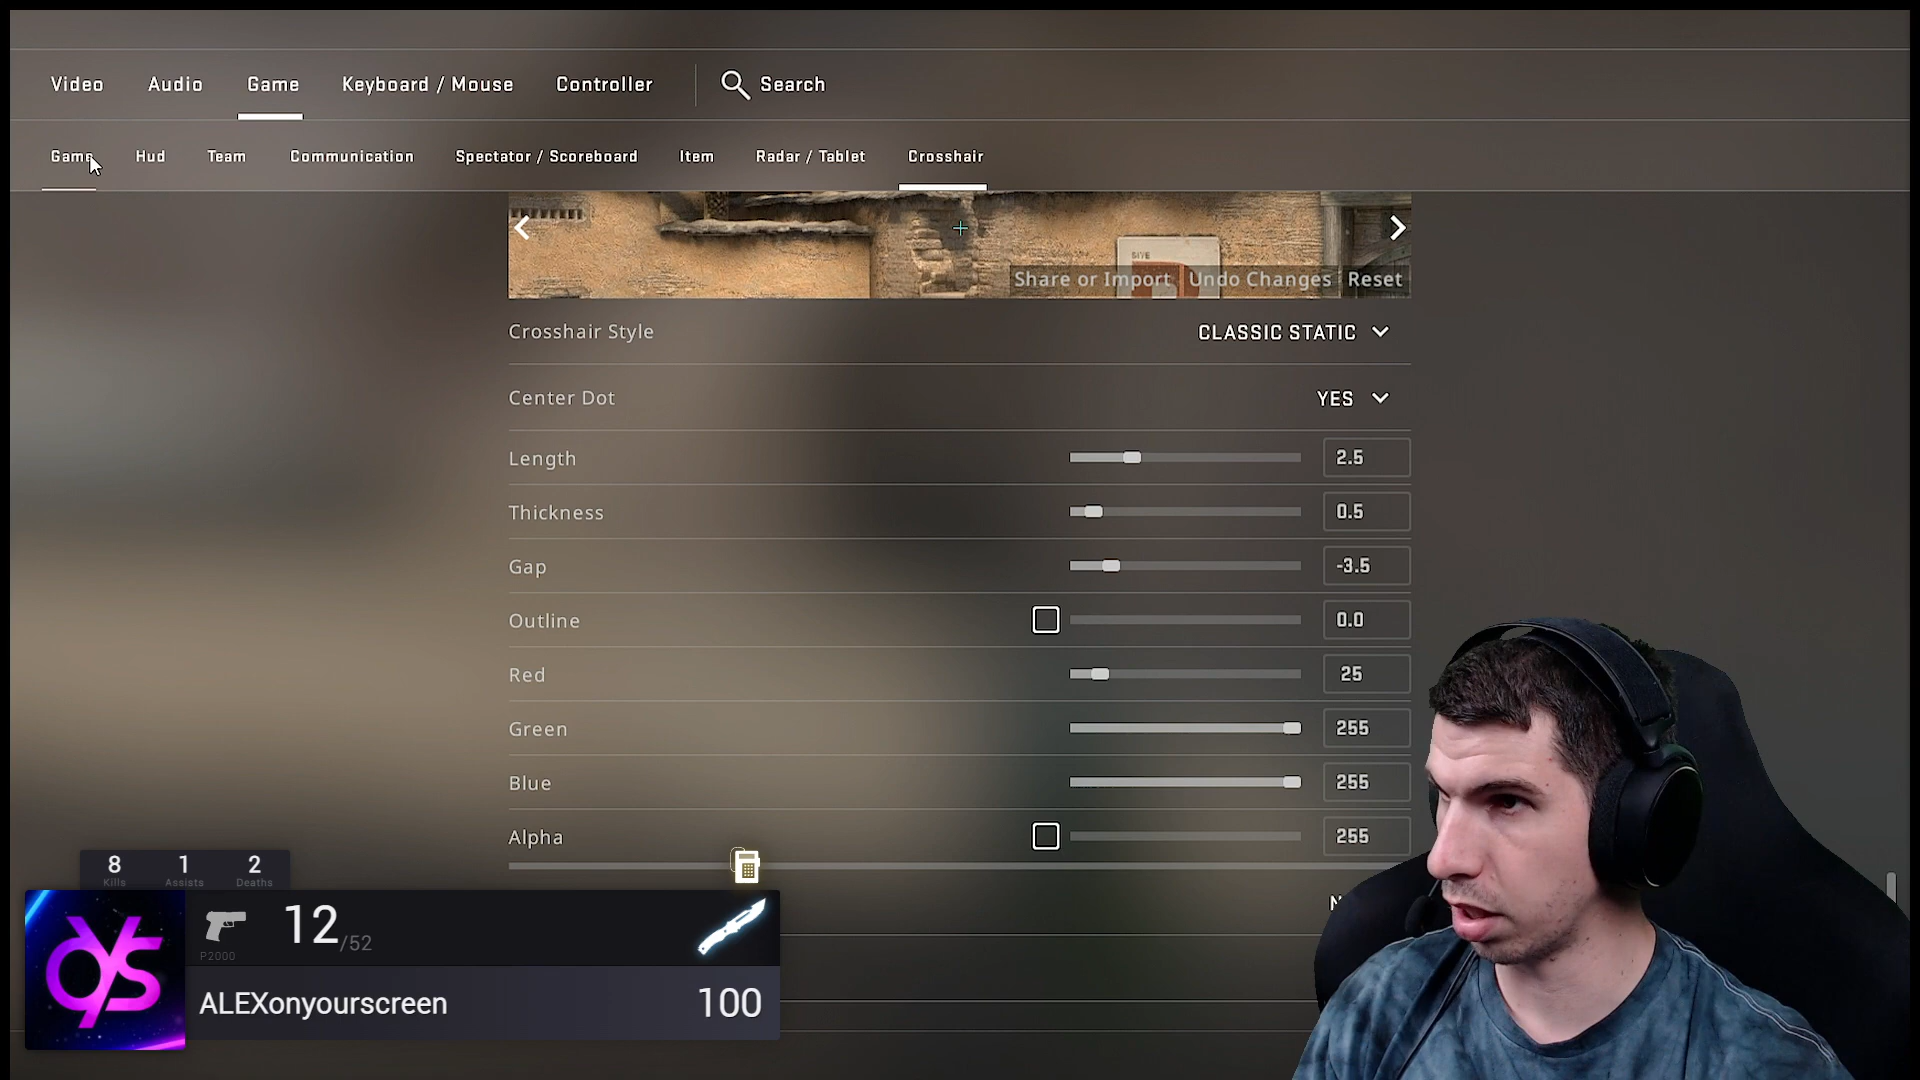 Video Audio Game Keyboard / Mouse Controller Search
Game Hud Team Communication Spectator / Scoreboard Item Radar / Tablet Crosshair
SITE
Share or Import Undo Changes Reset
Crosshair Style CLASSIC STATIC
Center Dot YES
Length 2.5
Thickness 0.5
Gap -3.5
Outline 0.0
Red 25
Green 255
Blue 255
Alpha 255
8 1 2
Kills Assists Deaths
12/52
P2000
ALEXonyourscreen 100